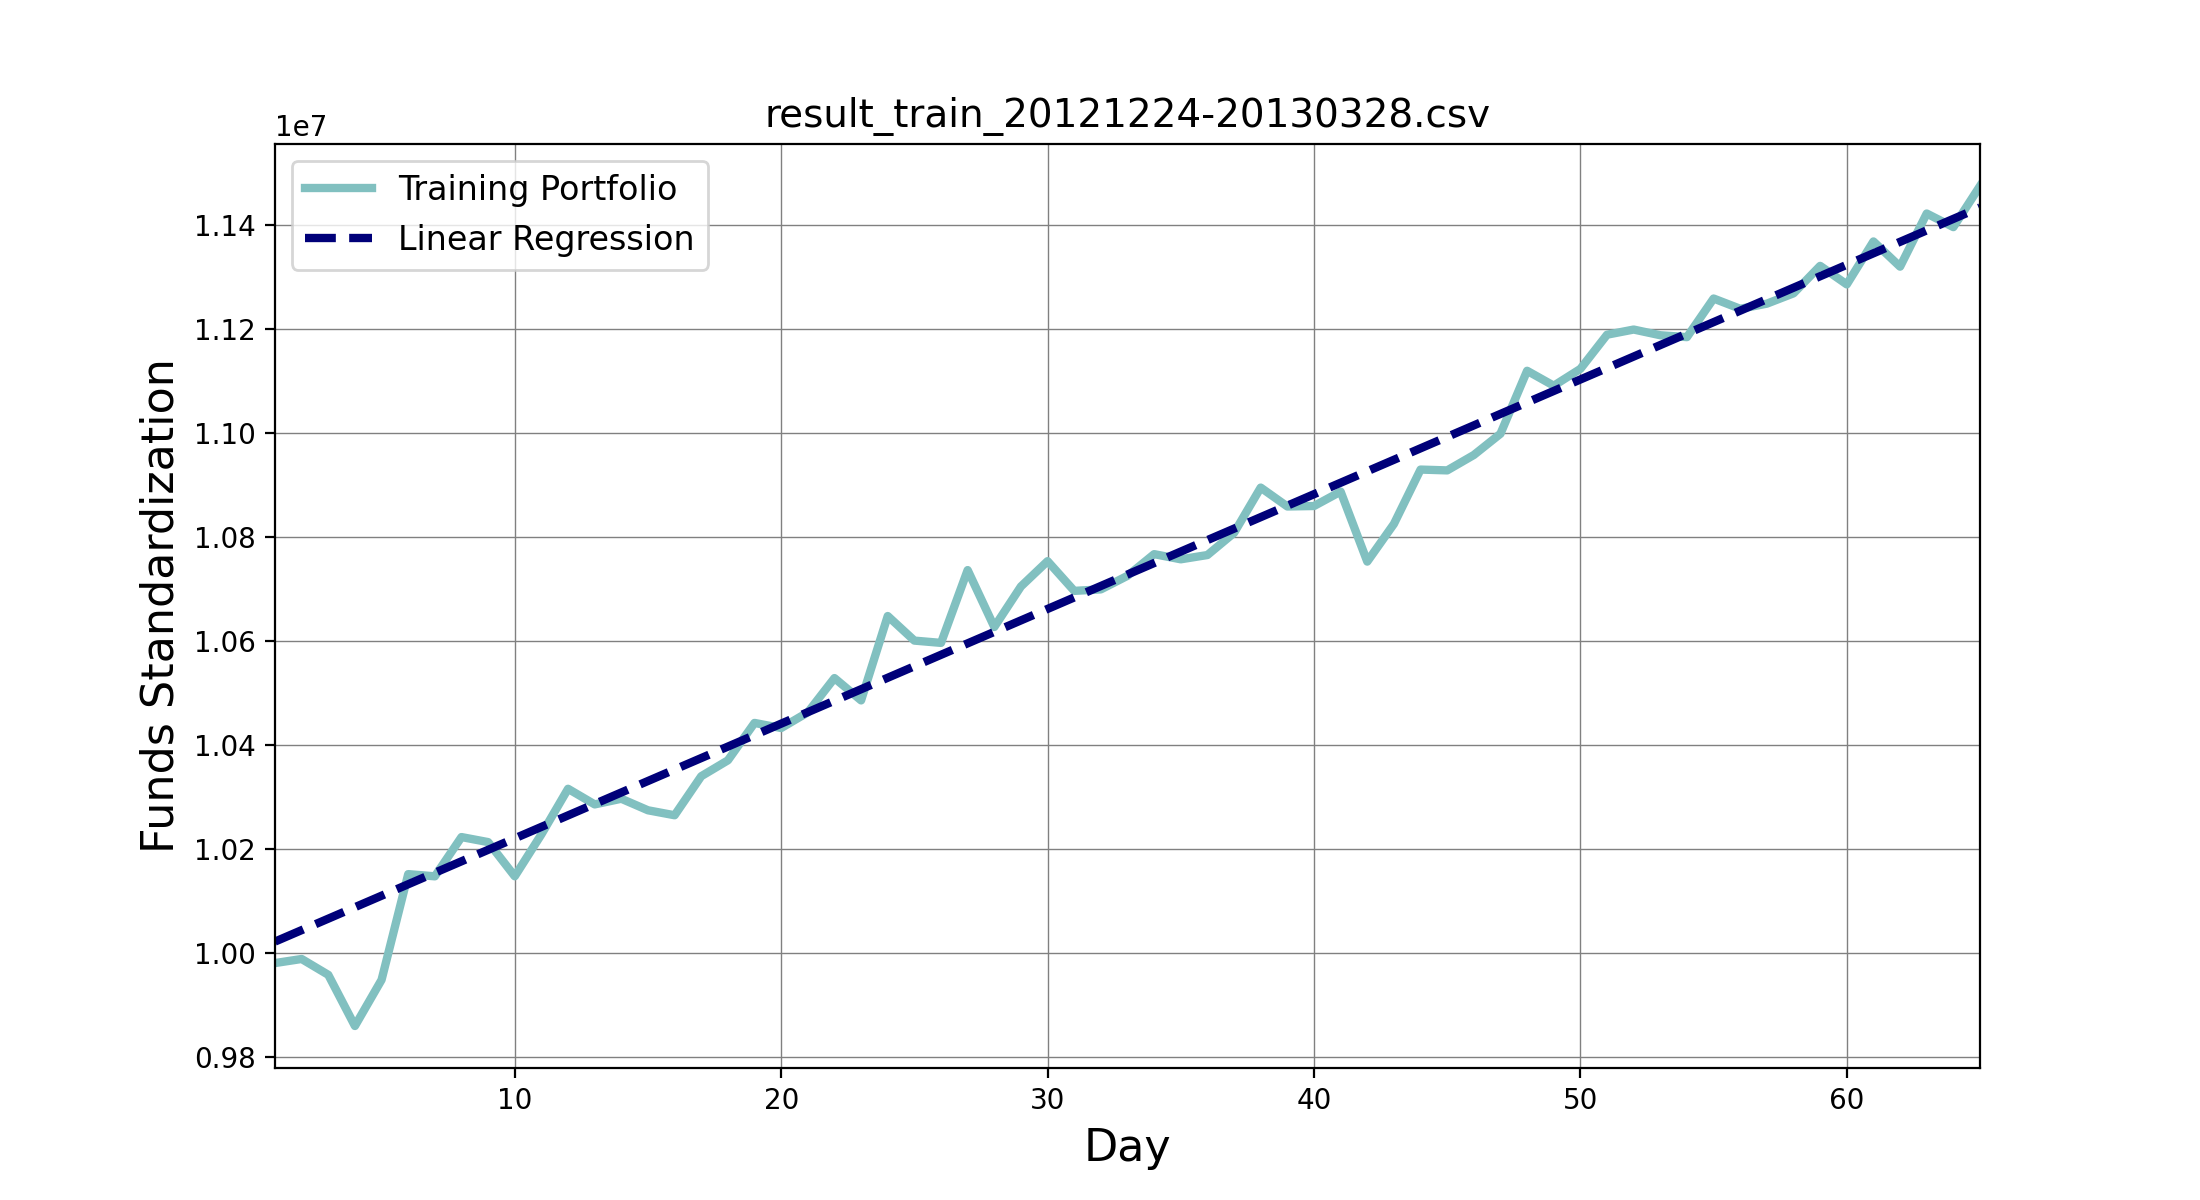 result_train_20121224-20130328.csv
1e7
Training Portfolio
Linear Regression
1.14
1.12
1.10
1.08
1.06
1.04
1.02
1.00
0.98
Funds Standardization
10 20 30 40 50 60
Day